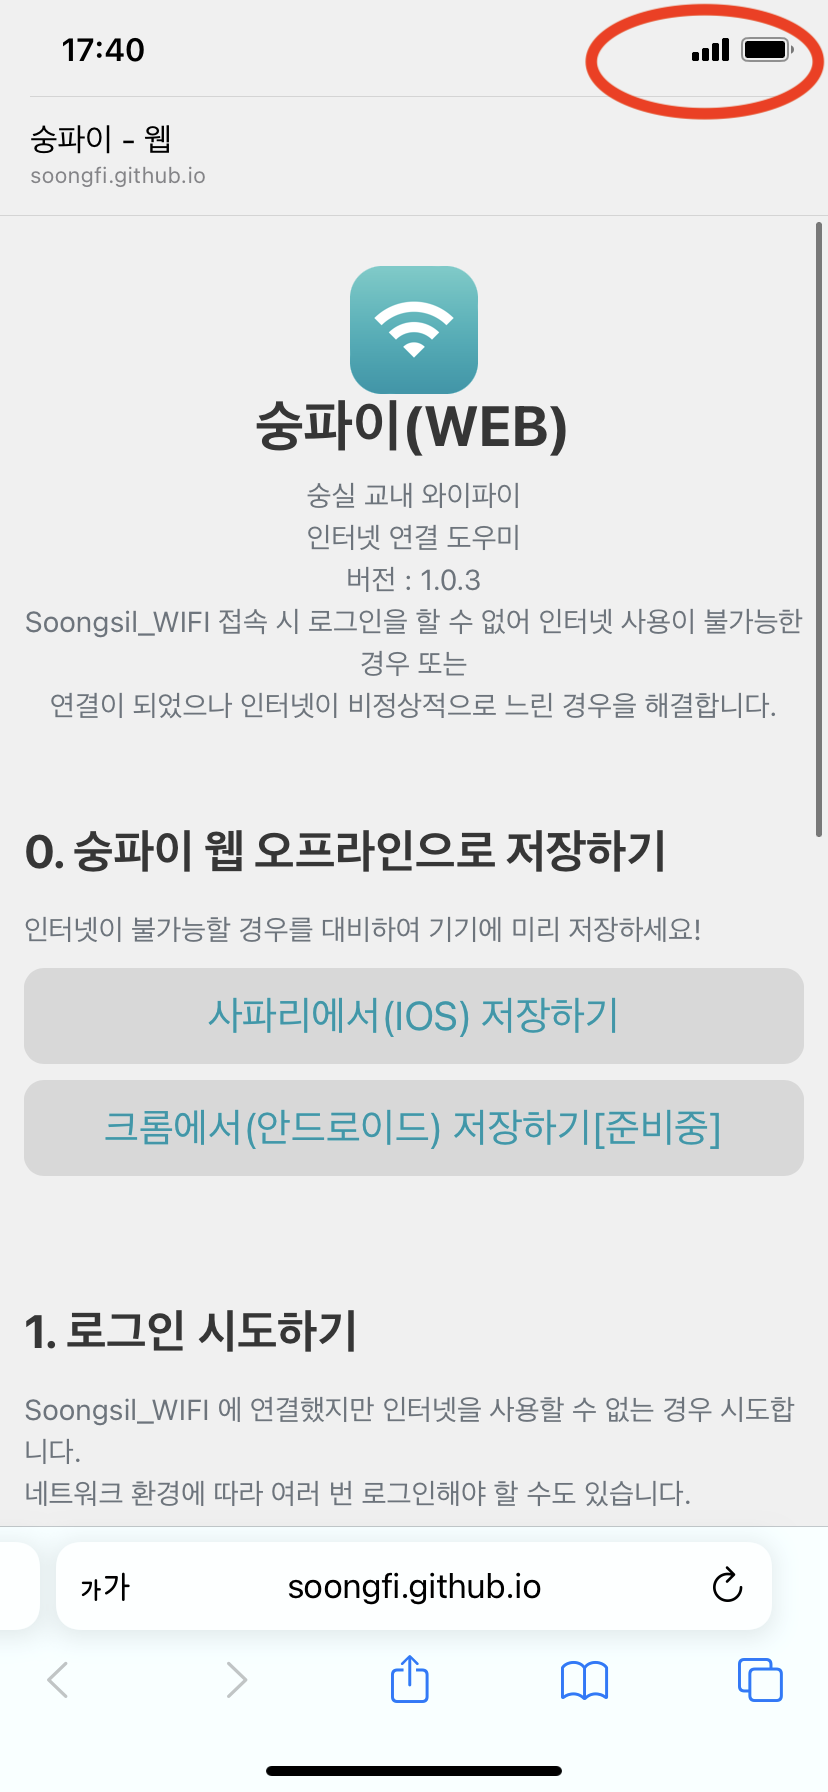 17:40
숭파이 - 웹
soongfi.github.io
숭파이(WEB)
숭실 교내 와이파이
인터넷 연결 도우미
버전 : 1.0.3
Soongsil_WIFI 접속 시 로그인을 할 수 없어 인터넷 사용이 불가능한
경우 또는
연결이 되었으나 인터넷이 비정상적으로 느린 경우을 해결합니다.
0. 숭파이 웹 오프라인으로 저장하기
인터넷이 불가능할 경우를 대비하여 기기에 미리 저장하세요!
사파리에서(IOS) 저장하기
크롬에서(안드로이드) 저장하기[준비중]
1. 로그인 시도하기
Soongsil_WIFI 에 연결했지만 인터넷을 사용할 수 없는 경우 시도합
니다.
네트워크 환경에 따라 여러 번 로그인해야 할 수도 있습니다.
가가 soongfi.github.io